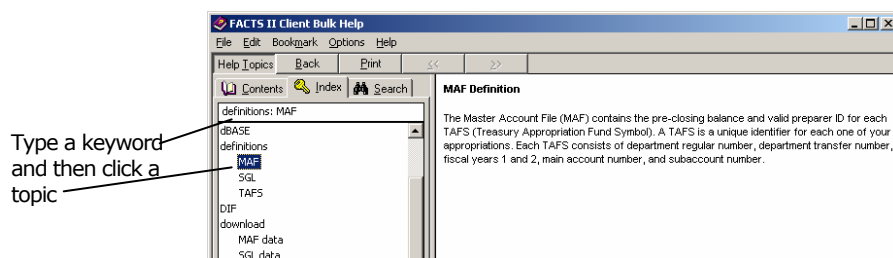 FACTS II Client Bulk Help
File Edit Bookmark Options Help
Help Topics Back Print << >>
Contents Index Search
definitions: MAF
dBASE
definitions
MAF
SGL
TAFS
DIF
download
MAF data
SGL data
Type a keyword
and then click a
topic
MAF Definition
The Master Account File (MAF) contains the pre-closing balance and valid preparer ID for each
TAFS (Treasury Appropriation Fund Symbol). A TAFS is a unique identifier for each one of your
appropriations. Each TAFS consists of department regular number, department transfer number,
fiscal years 1 and 2, main account number, and subaccount number.